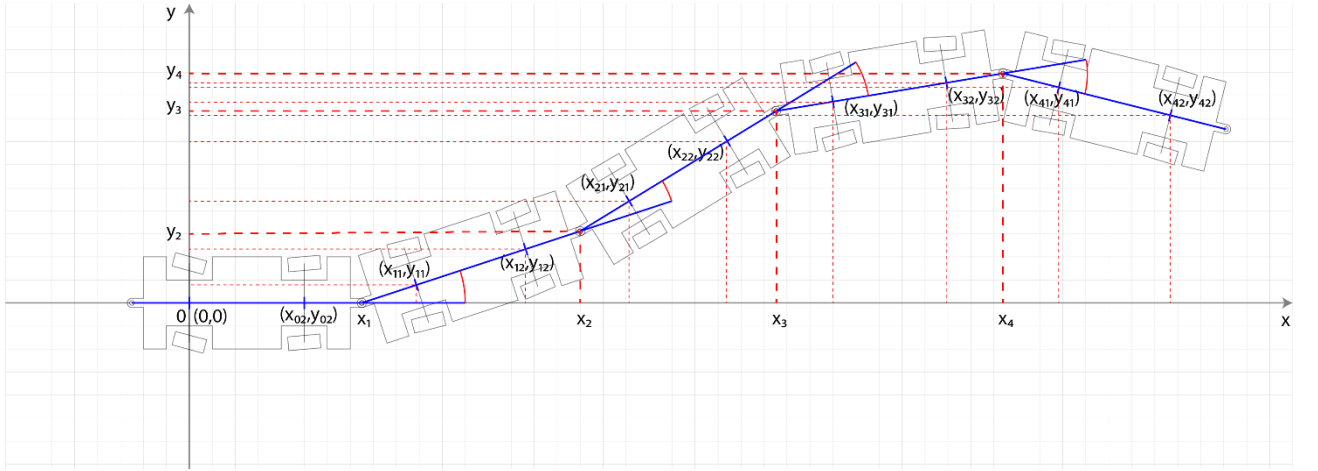 y
y₄
y₃
y₂
(x₃₁,y₃₁)
(x₃₂,y₃₂)
(x₄₁,y₄₁)
(x₄₂,y₄₂)
(x₂₂,y₂₂)
(x₂₁,y₂₁)
(x₁₁,y₁₁)
(x₁₂,y₁₂)
0 (0,0)
(x₀₂,y₀₂)
x₁
x₂
x₃
x₄
x